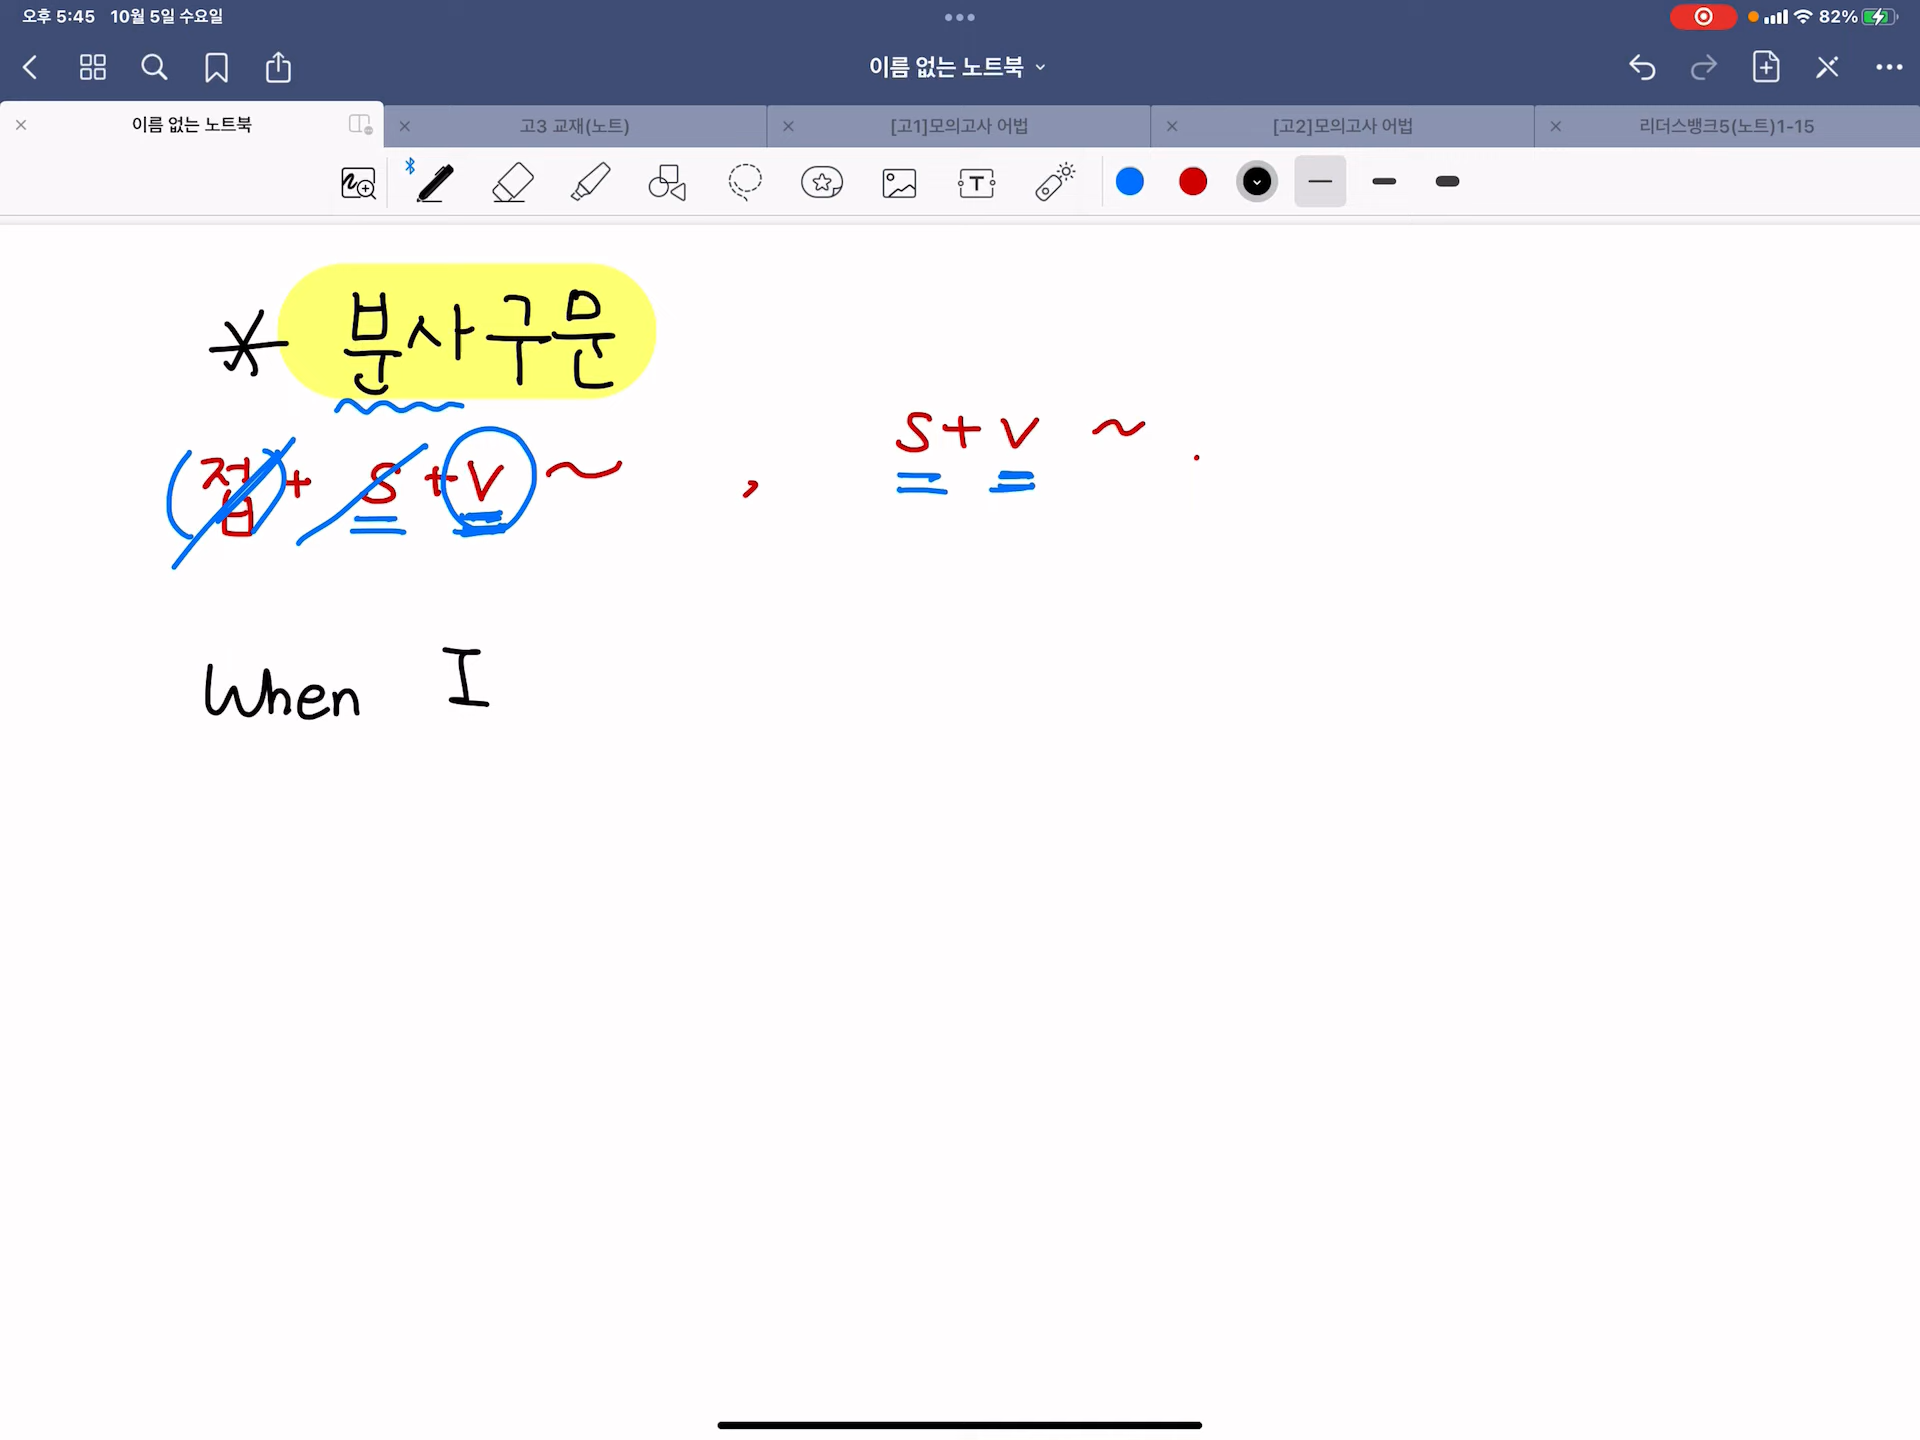 오후 5:45 10월 5일 수요일 82%
이름 없는 노트북
이름 없는 노트북 고3 교재(노트) [고1]모의고사 어법 [고2]모의고사 어법 리더스뱅크5(노트)1-15
* 분사구문
(접)+ S+V ~ , S+V ~ .
When I